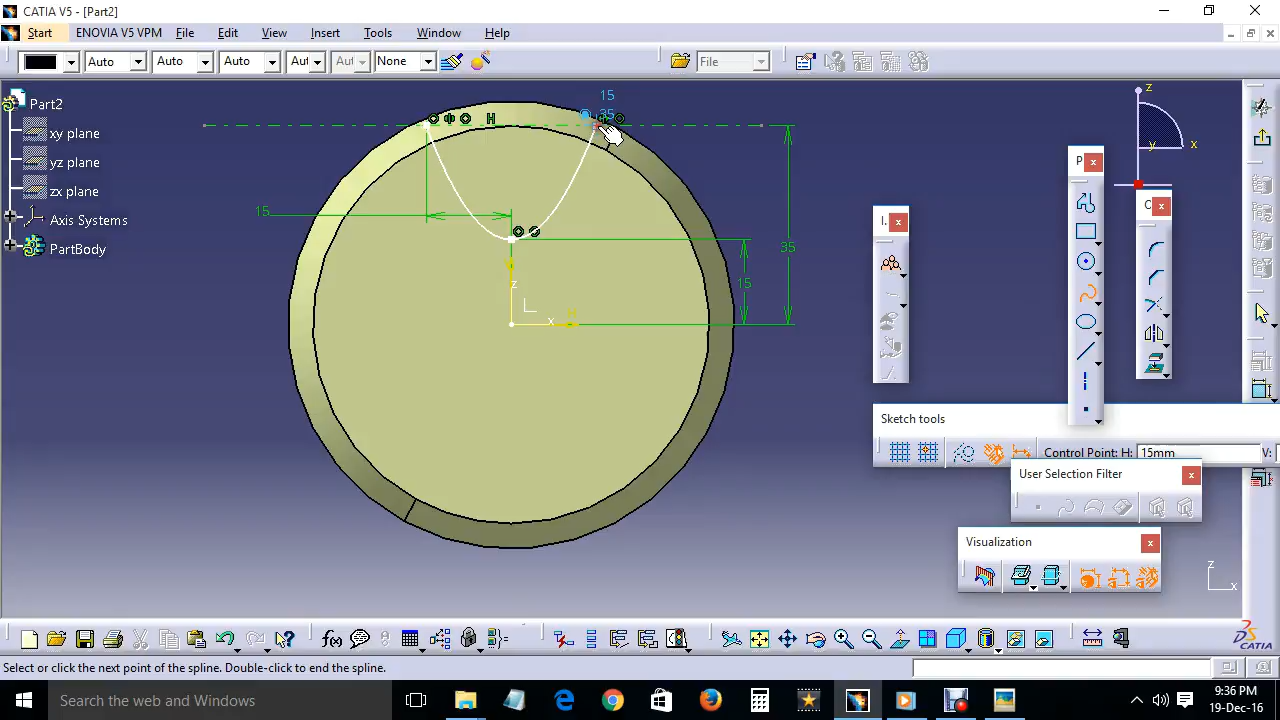 CATIA V5 - [Part2]
Start ENOVIA V5 VPM File Edit View Insert Tools Window Help
Auto Auto Auto Aut Aut None File
Part2
xy plane
yz plane
zx plane
Axis Systems
PartBody
15
35
H
15
35
15
V
z
x
H
z
x
y
P
I.
C
Sketch tools
Control Point: H: 15mm V:
User Selection Filter
Visualization
z
x
f(x)
CATIA
Select or click the next point of the spline. Double-click to end the spline.
Search the web and Windows
9:36 PM
19-Dec-16